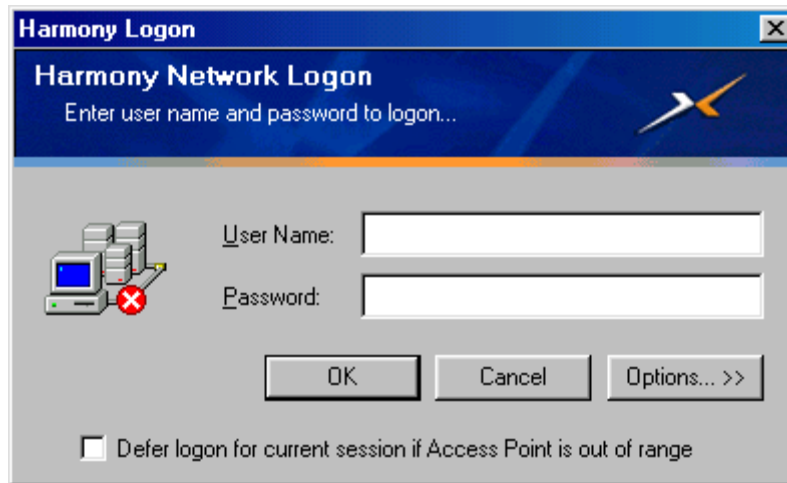 Harmony Logon
Harmony Network Logon
Enter user name and password to logon...
User Name:
Password:
OK Cancel Options... >>
Defer logon for current session if Access Point is out of range